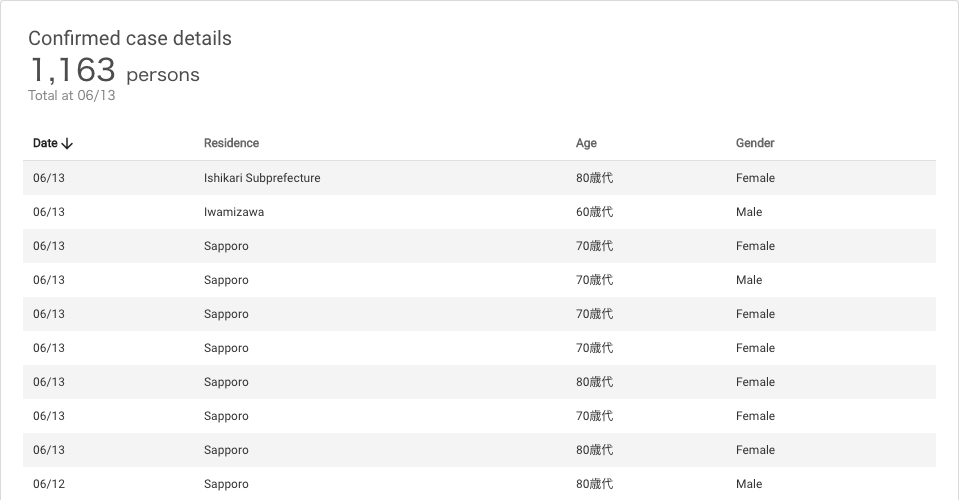 Confirmed case details
1,163 persons
Total at 06/13
Date Residence Age Gender
06/13 Ishikari Subprefecture 80歳代 Female
06/13 Iwamizawa 60歳代 Male
06/13 Sapporo 70歳代 Female
06/13 Sapporo 70歳代 Male
06/13 Sapporo 70歳代 Female
06/13 Sapporo 70歳代 Female
06/13 Sapporo 80歳代 Female
06/13 Sapporo 70歳代 Female
06/13 Sapporo 80歳代 Female
06/12 Sapporo 80歳代 Male